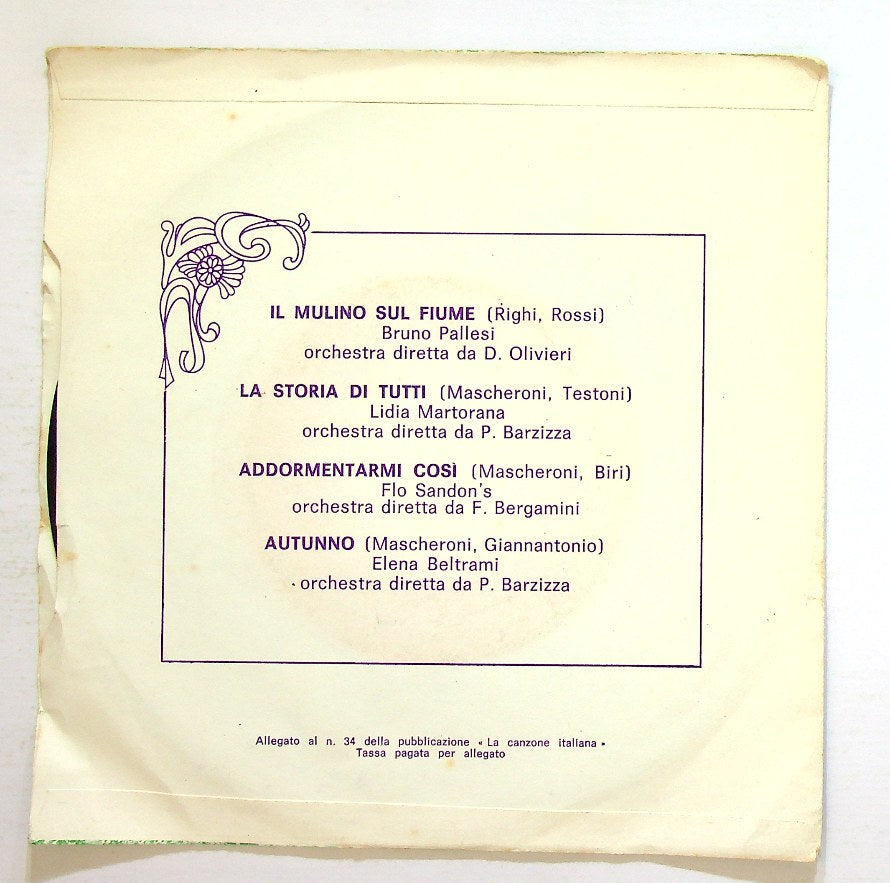 IL MULINO SUL FIUME (Righi, Rossi)
Bruno Pallesi
orchestra diretta da D. Olivieri
LA STORIA DI TUTTI (Mascheroni, Testoni)
Lidia Martorana
orchestra diretta da P. Barzizza
ADDORMENTARMI COSÌ (Mascheroni, Biri)
Flo Sandon's
orchestra diretta da F. Bergamini
AUTUNNO (Mascheroni, Giannantonio)
Elena Beltrami
orchestra diretta da P. Barzizza
Allegato al n. 34 della pubblicazione « La canzone italiana »
Tassa pagata per allegato